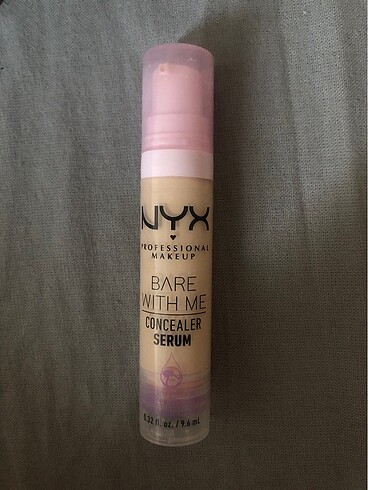 NYX
PROFESSIONAL
MAKEUP
BARE
WITH ME
CONCEALER
SERUM
0.32 fl. oz. / 9.6 mL